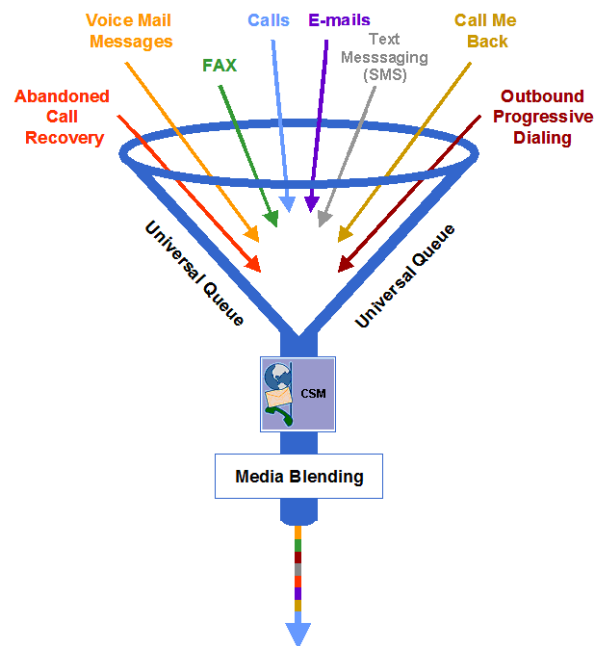 Voice Mail
Messages
Calls
E-mails
Text
Messsaging
(SMS)
Call Me
Back
FAX
Abandoned
Call
Recovery
Outbound
Progressive
Dialing
Universal Queue
Universal Queue
CSM
Media Blending